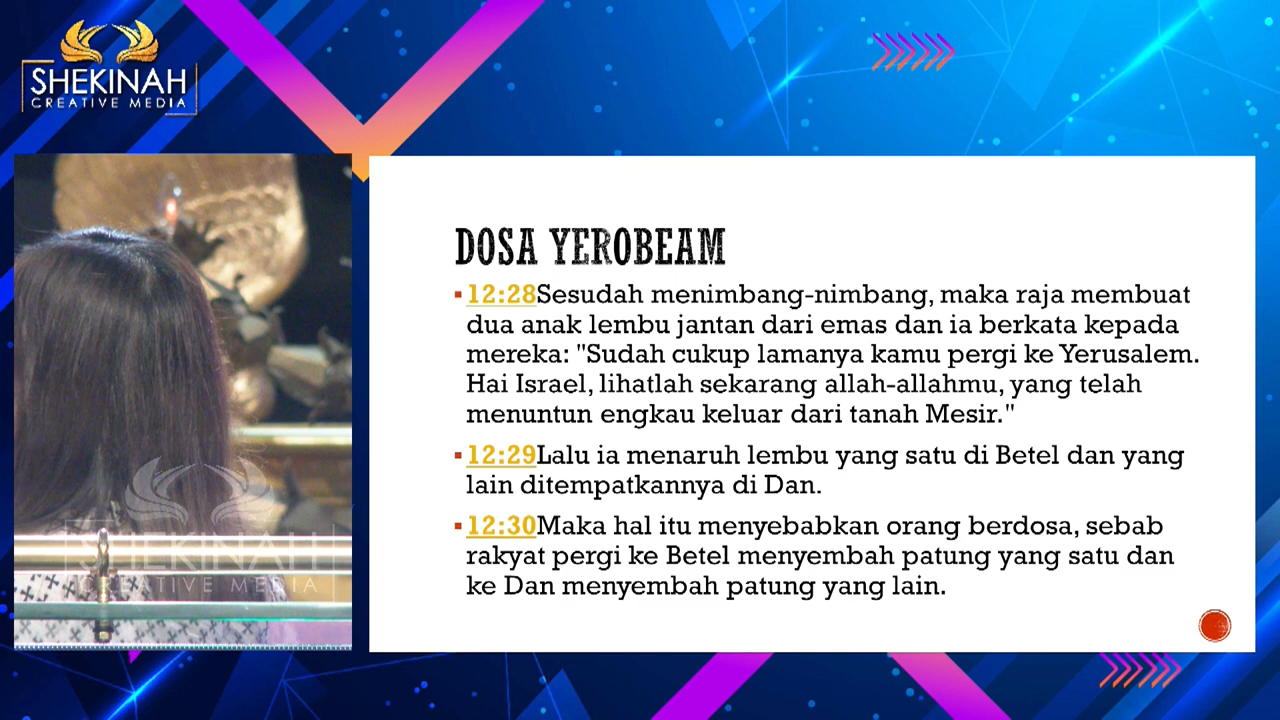 SHEKINAH
CREATIVE MEDIA
DOSA YEROBEAM
12:28Sesudah menimbang-nimbang, maka raja membuat
dua anak lembu jantan dari emas dan ia berkata kepada
mereka: "Sudah cukup lamanya kamu pergi ke Yerusalem.
Hai Israel, lihatlah sekarang allah-allahmu, yang telah
menuntun engkau keluar dari tanah Mesir."
12:29Lalu ia menaruh lembu yang satu di Betel dan yang
lain ditempatkannya di Dan.
12:30Maka hal itu menyebabkan orang berdosa, sebab
rakyat pergi ke Betel menyembah patung yang satu dan
ke Dan menyembah patung yang lain.
SHEKINAH
CREATIVE MEDIA